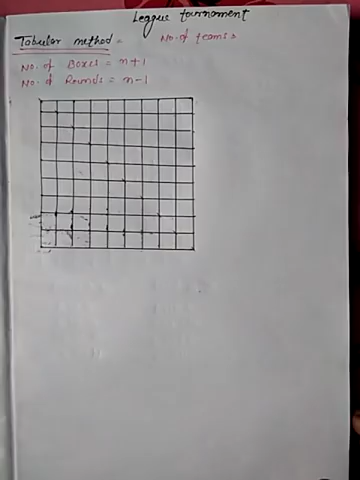 League tournament
Tabular method = No. of teams =
No. of Boxes = n+1
No. of Rounds = n-1